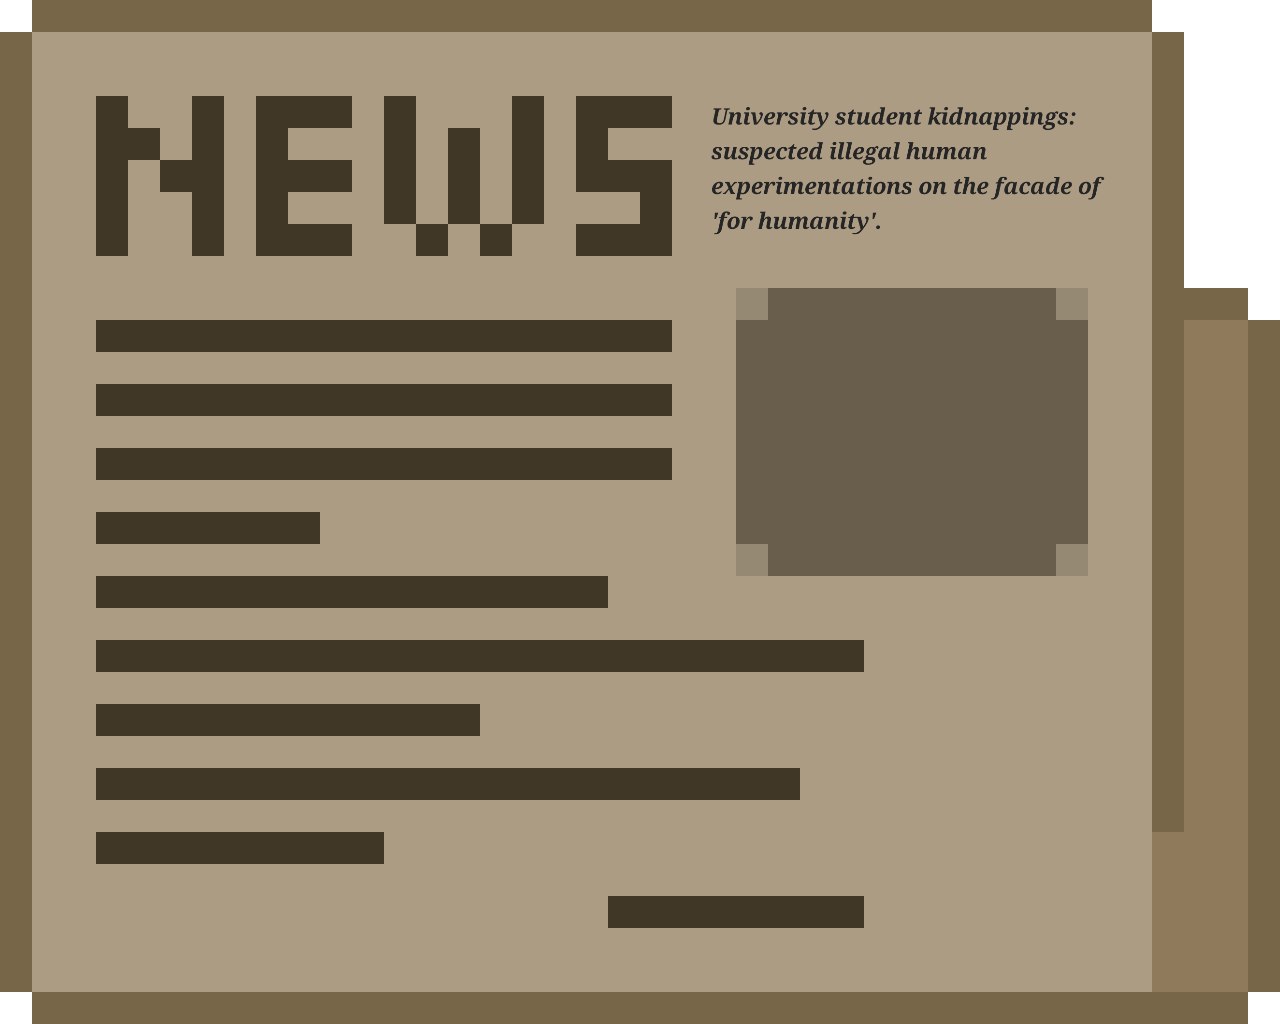 NEWS
University student kidnappings:
suspected illegal human
experimentations on the facade of
'for humanity'.